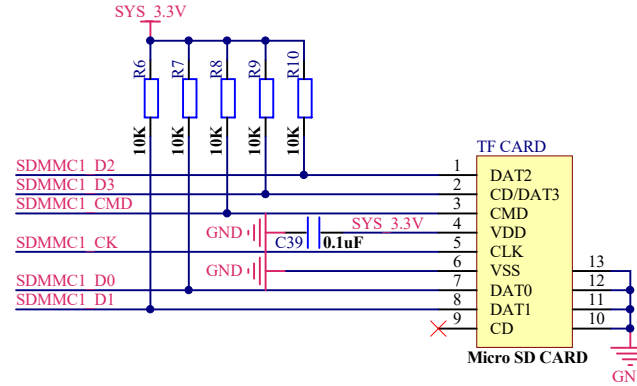 SYS_3.3V
R6 R7 R8 R9 R10
10K 10K 10K 10K 10K
TF CARD
SDMMC1_D2 1 DAT2
SDMMC1_D3 2 CD/DAT3
SDMMC1_CMD 3 CMD
GND C39 0.1uF SYS_3.3V 4 VDD
SDMMC1_CK 5 CLK
GND 6 VSS 13
SDMMC1_D0 7 DAT0 12
SDMMC1_D1 8 DAT1 11
9 CD 10
Micro SD CARD
GN